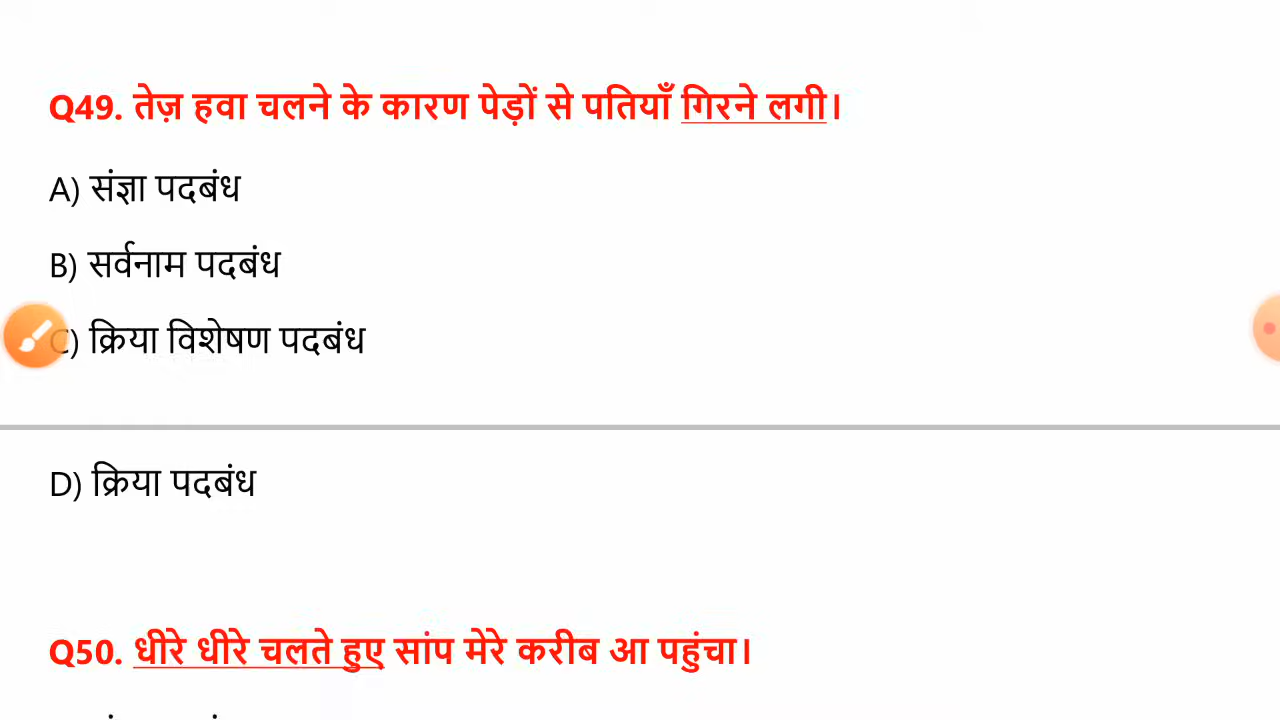 Q49. तेज़ हवा चलने के कारण पेड़ों से पतियाँ गिरने लगी।
A) संज्ञा पदबंध
B) सर्वनाम पदबंध
C) क्रिया विशेषण पदबंध
D) क्रिया पदबंध
Q50. धीरे धीरे चलते हुए सांप मेरे करीब आ पहुंचा।